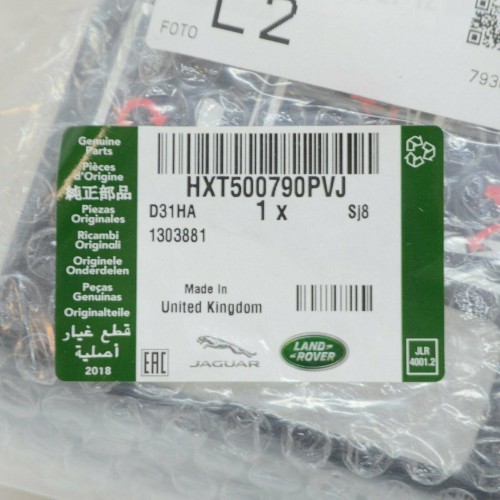 FOTO L2
793
Genuine
Parts
Pièces
d'Origine
純正部品
Piezas
Originales
Ricambi
Originali
Originele
Onderdelen
Peças
Genuinas
Originalteile
قطع غيار
أصلية
2018
HXT500790PVJ
D31HA 1 x Sj8
1303881
Made In
United Kingdom
EAC JAGUAR LAND ROVER
JLR
4001.2